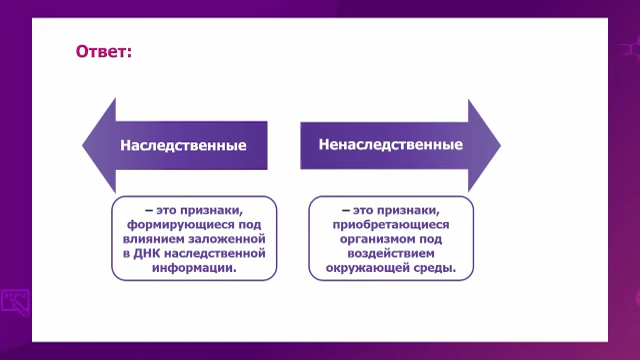 Ответ:
Наследственные
Ненаследственные
– это признаки,
формирующиеся под
влиянием заложенной
в ДНК наследственной
информации.
– это признаки,
приобретающиеся
организмом под
воздействием
окружающей среды.